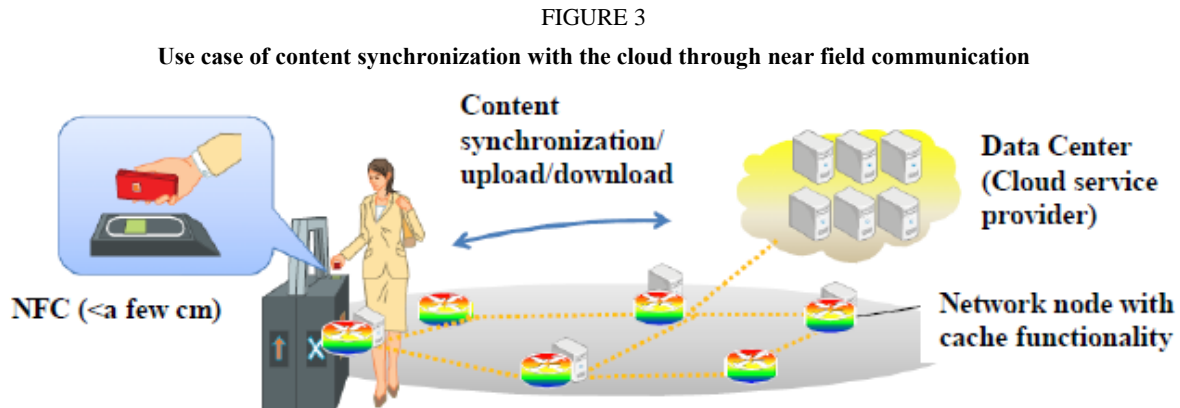 FIGURE 3
Use case of content synchronization with the cloud through near field communication
Content
synchronization/
upload/download
Data Center
(Cloud service
provider)
NFC (<a few cm)
Network node with
cache functionality
X